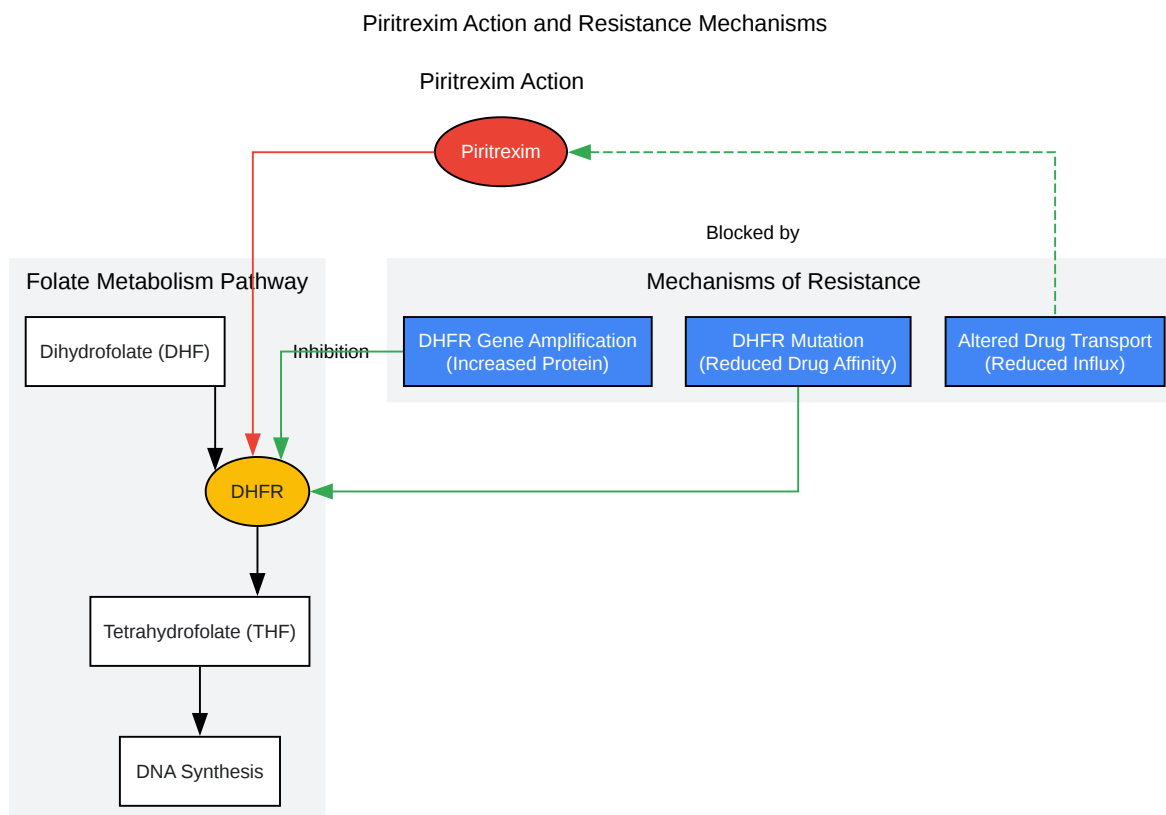 Piritrexim Action and Resistance Mechanisms
Piritrexim Action
Piritrexim
Blocked by
Folate Metabolism Pathway
Mechanisms of Resistance
Dihydrofolate (DHF)
Inhibition
DHFR Gene Amplification
(Increased Protein)
DHFR Mutation
(Reduced Drug Affinity)
Altered Drug Transport
(Reduced Influx)
DHFR
Tetrahydrofolate (THF)
DNA Synthesis